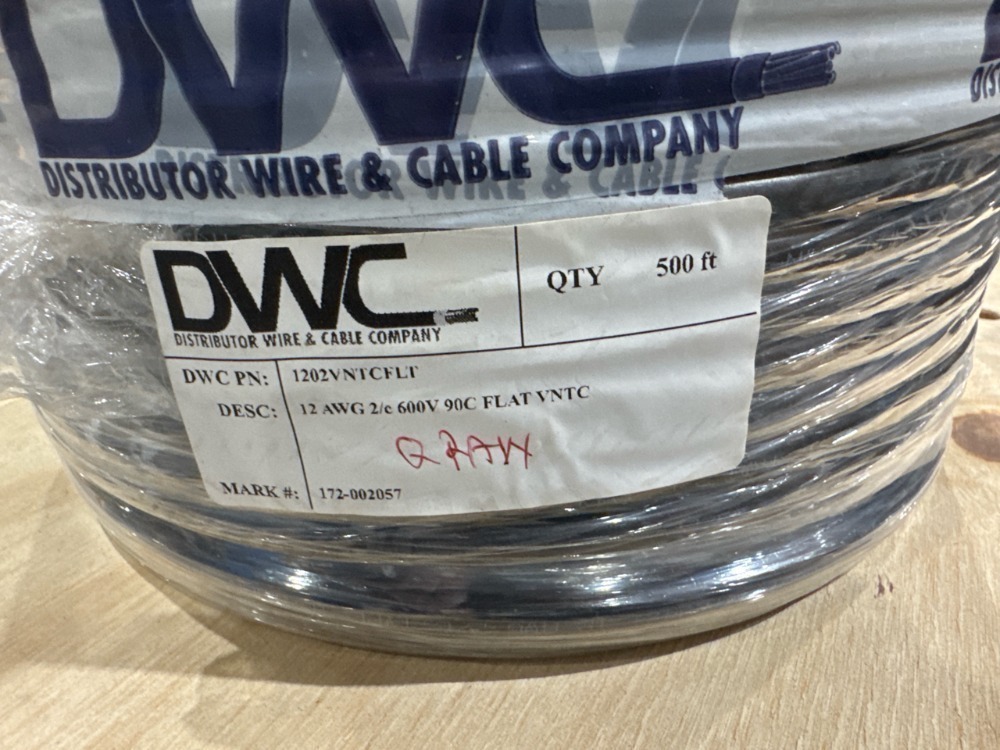 DWC
DISTRIBUTOR WIRE & CABLE COMPANY
DWC
DISTRIBUTOR WIRE & CABLE COMPANY
QTY 500 ft
DWC PN: 1202VNTCFLT
DESC: 12 AWG 2/c 600V 90C FLAT VNTC
MARK #: 172-002057